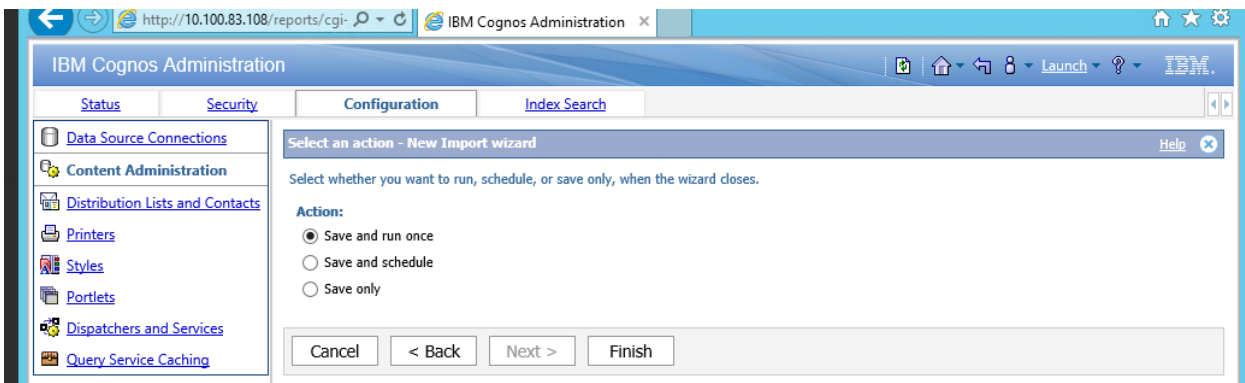 http://10.100.83.108/reports/cgi-
IBM Cognos Administration
IBM Cognos Administration
Launch
?
IBM.
Status
Security
Configuration
Index Search
Data Source Connections
Content Administration
Distribution Lists and Contacts
Printers
Styles
Portlets
Dispatchers and Services
Query Service Caching
Select an action - New Import wizard
Help
Select whether you want to run, schedule, or save only, when the wizard closes.
Action:
Save and run once
Save and schedule
Save only
Cancel
< Back
Next >
Finish